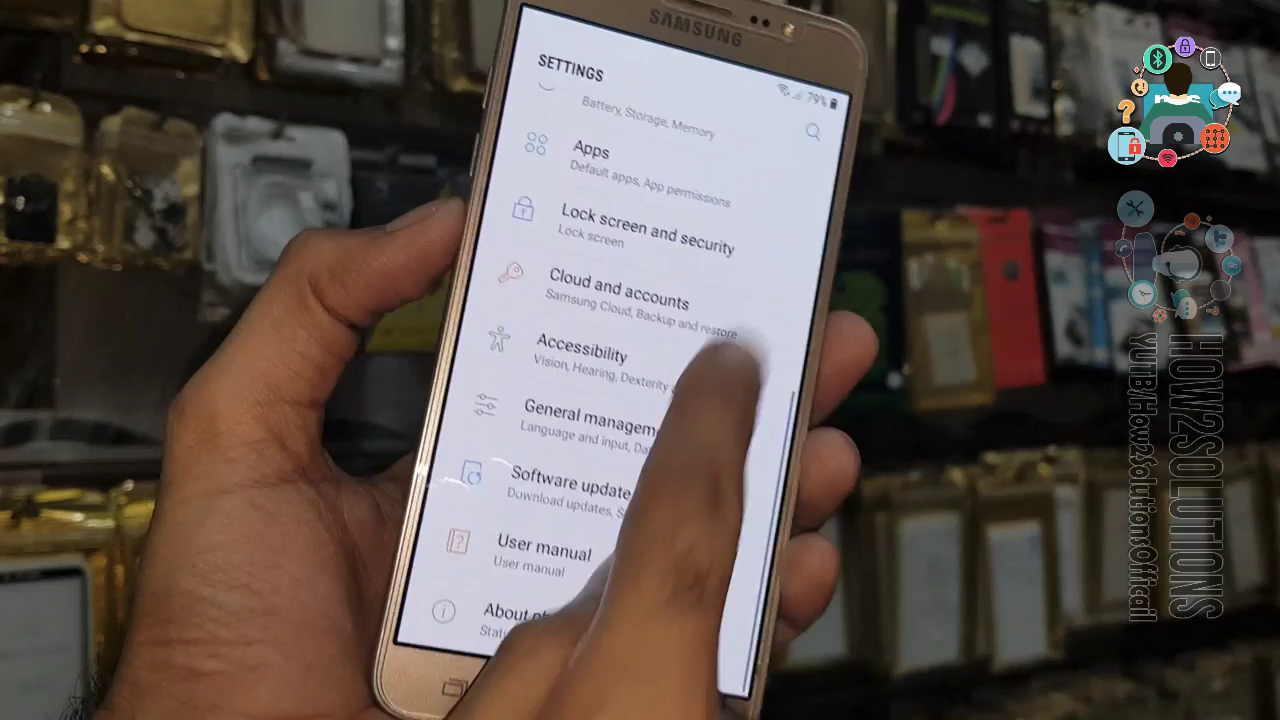 SAMSUNG
SETTINGS
79%
Battery, Storage, Memory
Apps
Default apps, App permissions
Lock screen and security
Lock screen
Cloud and accounts
Samsung Cloud, Backup and restore
Accessibility
Vision, Hearing, Dexterity
General managem
Language and input, Da
Software update
Download updates, S
User manual
User manual
About ph
Statu
HOW2SOLUTIONS
YUTB/How2SolutionsOfficail